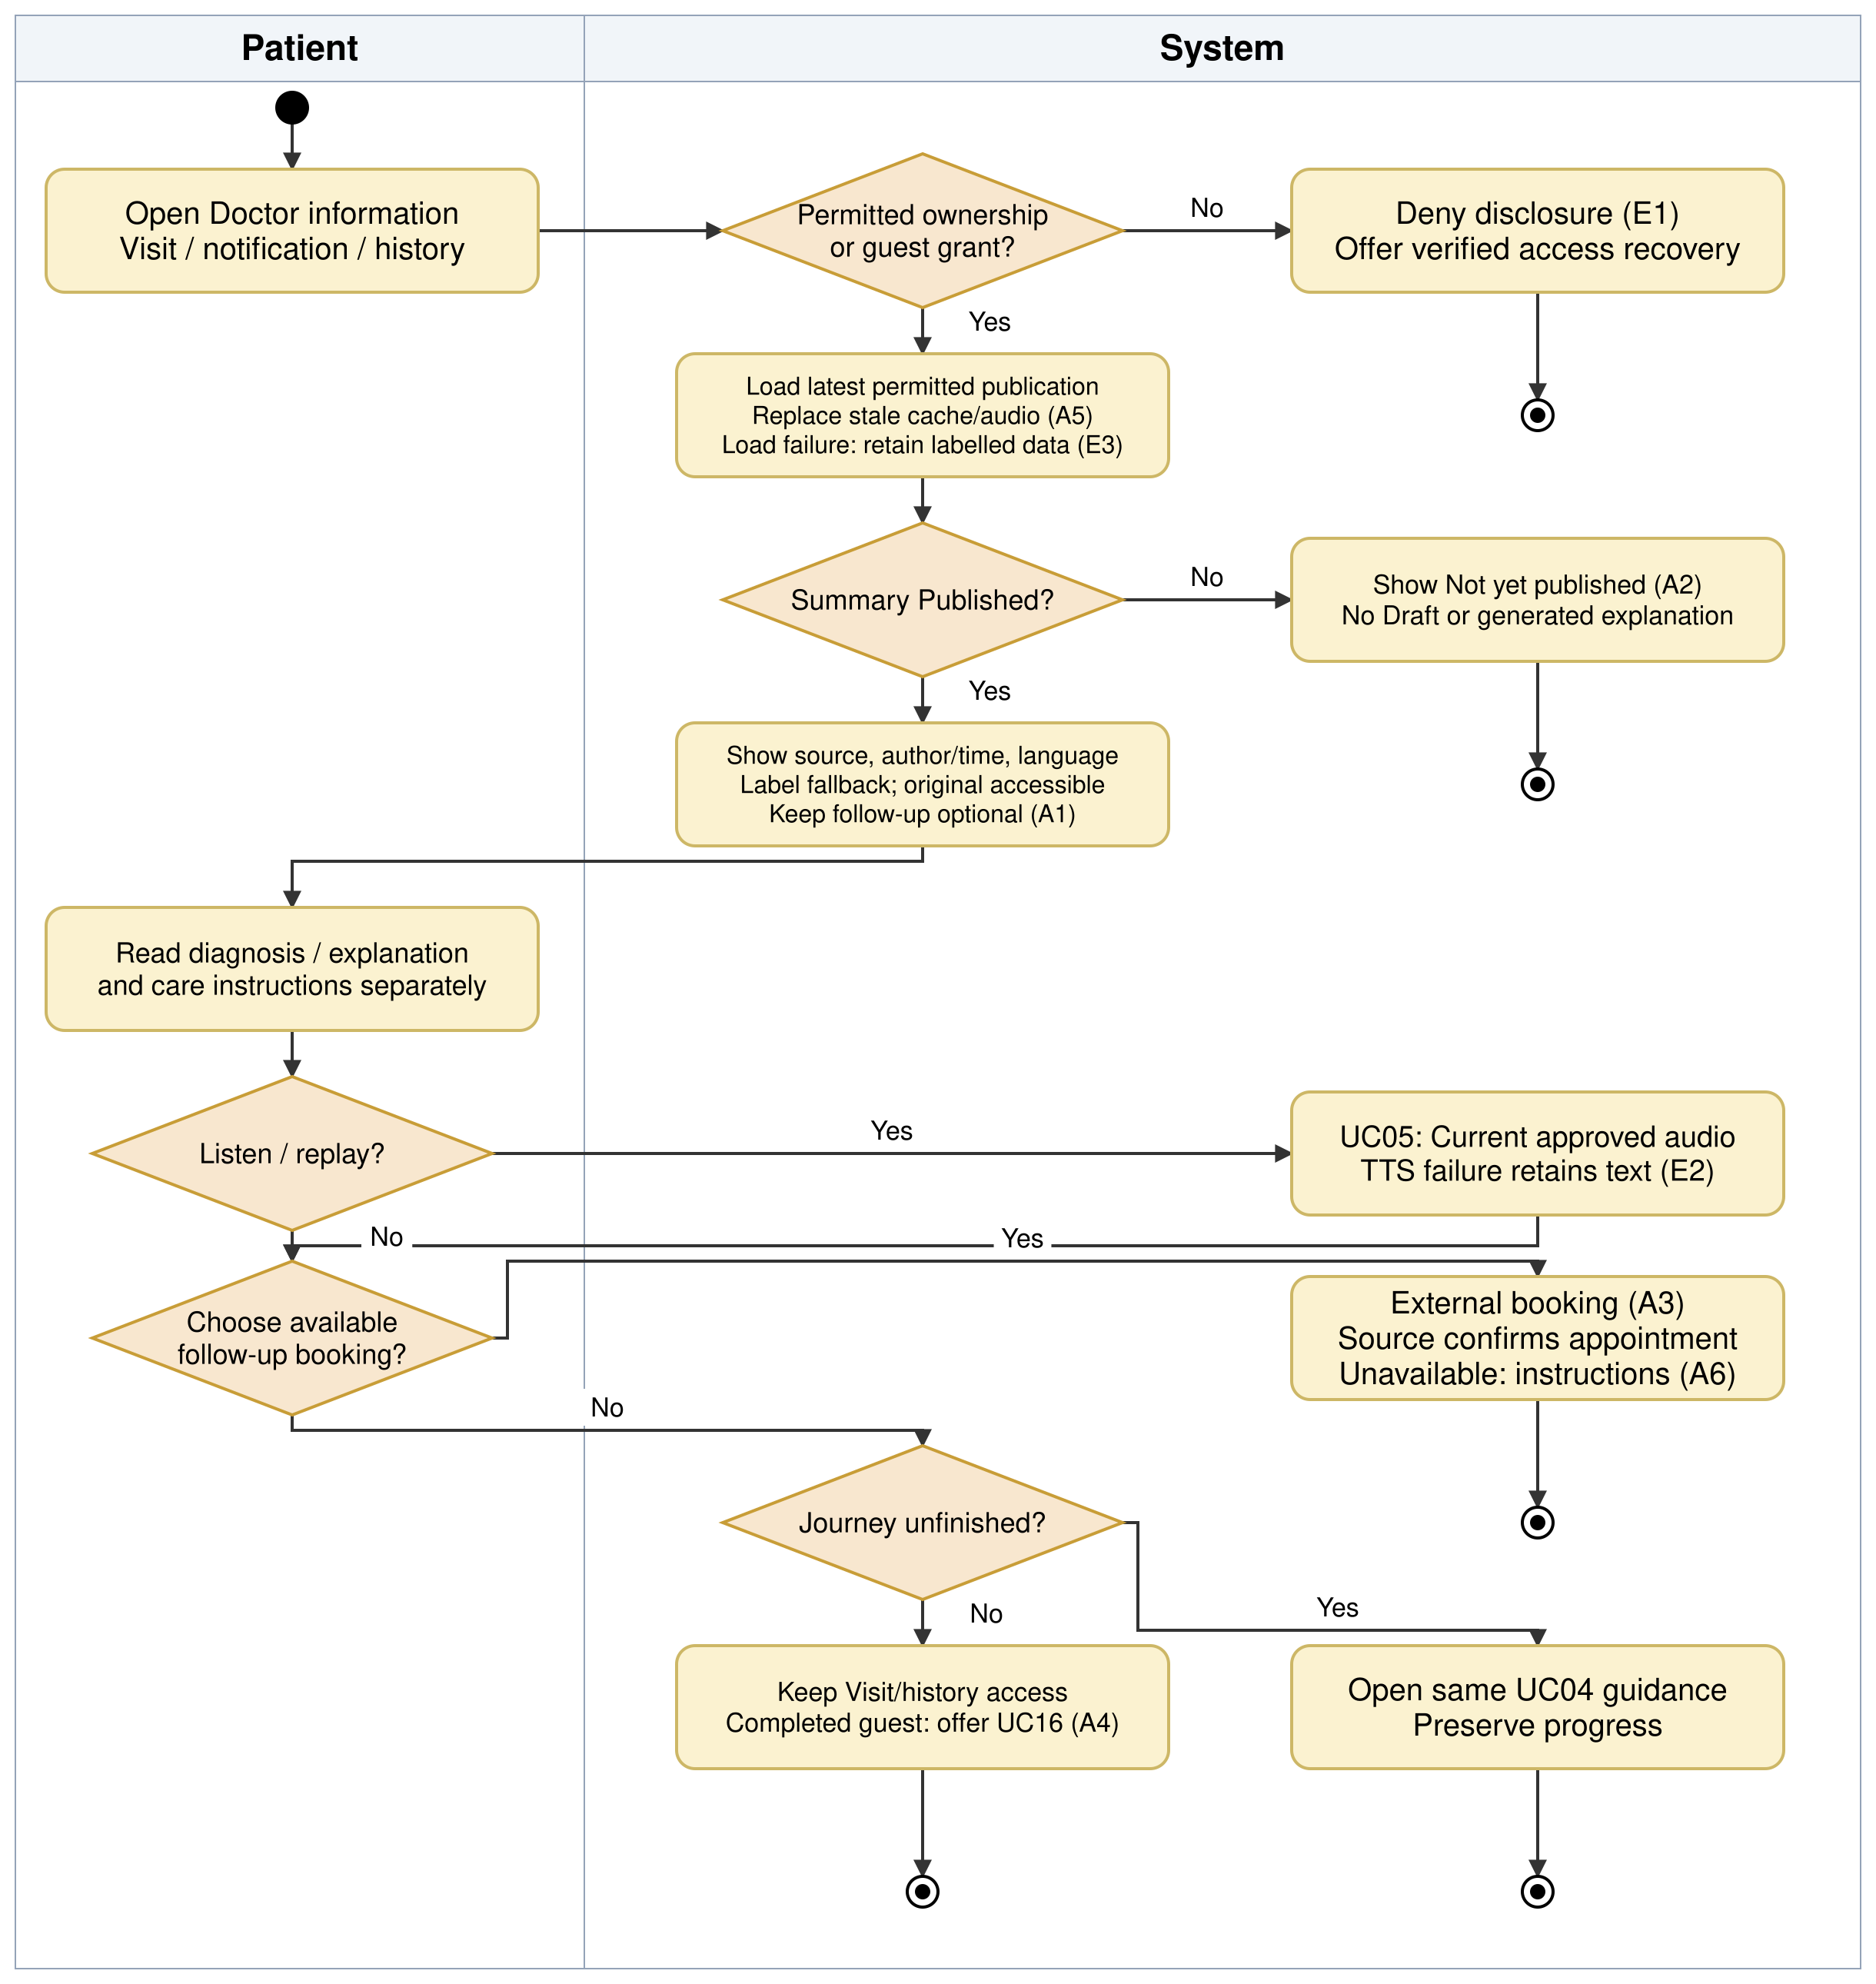 Patient
System
Open Doctor information
Visit / notification / history
Permitted ownership
or guest grant?
No
Deny disclosure (E1)
Offer verified access recovery
Yes
Load latest permitted publication
Replace stale cache/audio (A5)
Load failure: retain labelled data (E3)
Summary Published?
No
Show Not yet published (A2)
No Draft or generated explanation
Yes
Show source, author/time, language
Label fallback; original accessible
Keep follow-up optional (A1)
Read diagnosis / explanation
and care instructions separately
Listen / replay?
Yes
UC05: Current approved audio
TTS failure retains text (E2)
No
Yes
Choose available
follow-up booking?
External booking (A3)
Source confirms appointment
Unavailable: instructions (A6)
No
Journey unfinished?
No
Yes
Keep Visit/history access
Completed guest: offer UC16 (A4)
Open same UC04 guidance
Preserve progress